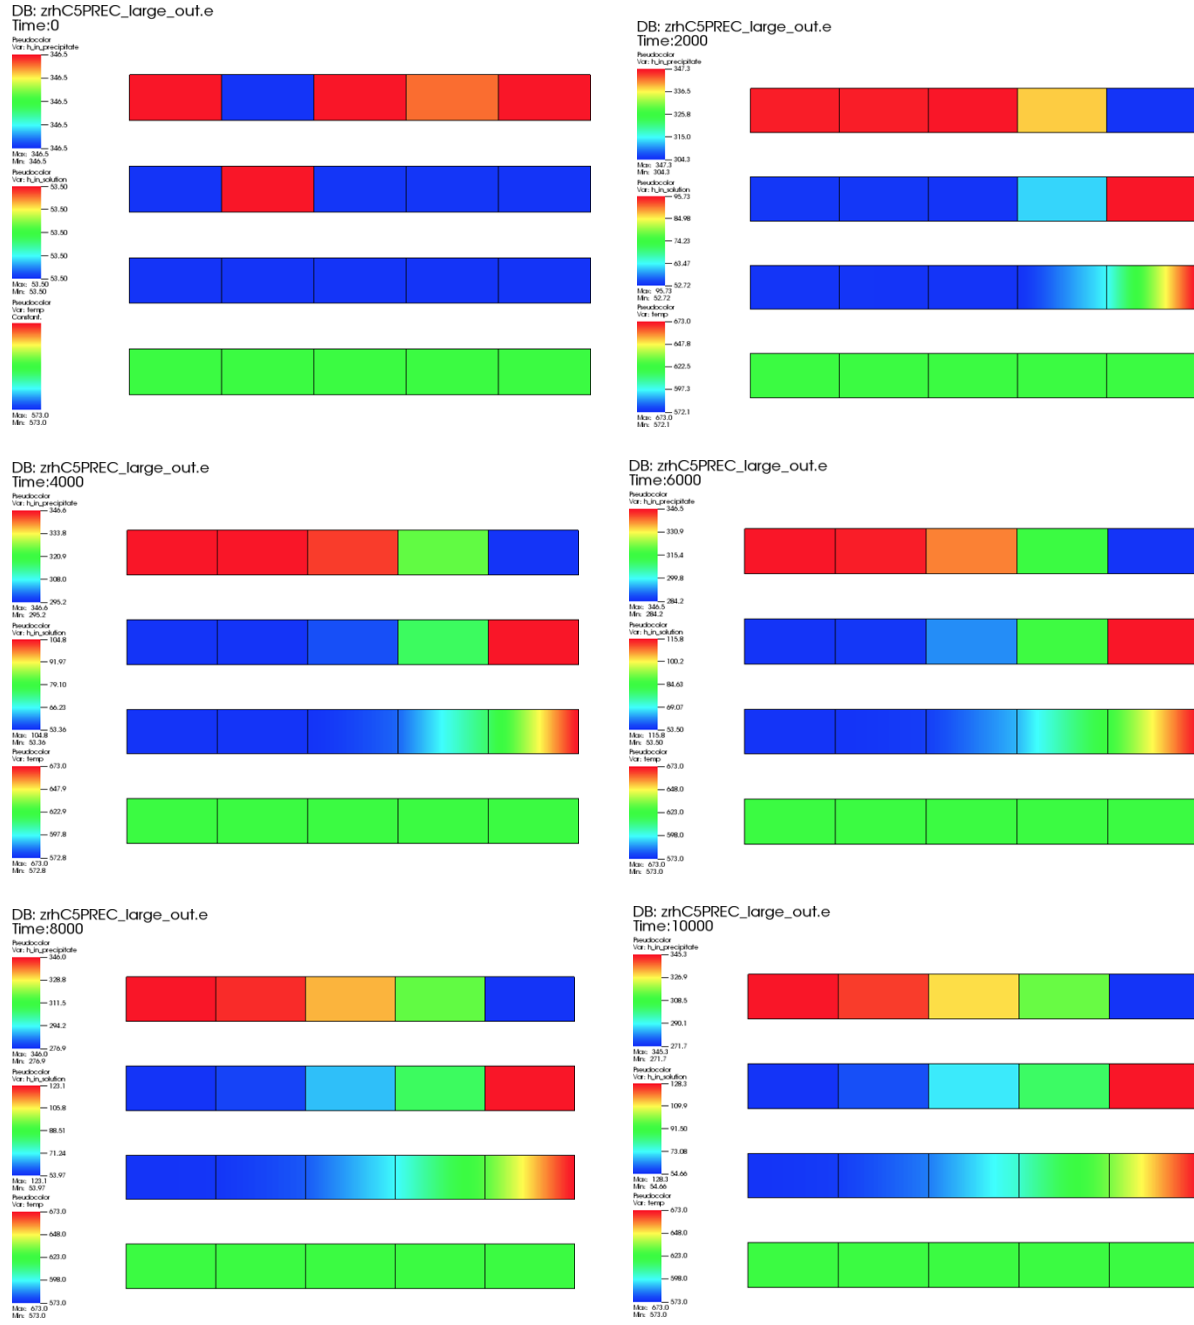 DB: zrhC5PREC_large_out.e
Time:0
Pseudocolor
Var: h_in_precipitate
346.5
346.5
346.5
346.5
346.5
Max: 346.5
Min: 346.5
Pseudocolor
Var: h_in_solution
53.50
53.50
53.50
53.50
53.50
Max: 53.50
Min: 53.50
Pseudocolor
Var: temp
Constant.
Max: 573.0
Min: 573.0
DB: zrhC5PREC_large_out.e
Time:2000
Pseudocolor
Var: h_in_precipitate
347.3
336.5
325.8
315.0
304.3
Max: 347.3
Min: 304.3
Pseudocolor
Var: h_in_solution
95.73
84.98
74.23
63.47
52.72
Max: 95.73
Min: 52.72
Pseudocolor
Var: temp
673.0
647.8
622.5
597.3
572.1
Max: 673.0
Min: 572.1
DB: zrhC5PREC_large_out.e
Time:4000
Pseudocolor
Var: h_in_precipitate
346.6
333.8
320.9
308.0
295.2
Max: 346.6
Min: 295.2
Pseudocolor
Var: h_in_solution
104.8
91.97
79.10
66.23
53.36
Max: 104.8
Min: 53.36
Pseudocolor
Var: temp
673.0
647.9
622.9
597.8
572.8
Max: 673.0
Min: 572.8
DB: zrhC5PREC_large_out.e
Time:6000
Pseudocolor
Var: h_in_precipitate
346.5
330.9
315.4
299.8
284.2
Max: 346.5
Min: 284.2
Pseudocolor
Var: h_in_solution
115.8
100.2
84.63
69.07
53.50
Max: 115.8
Min: 53.50
Pseudocolor
Var: temp
673.0
648.0
623.0
598.0
573.0
Max: 673.0
Min: 573.0
DB: zrhC5PREC_large_out.e
Time:8000
Pseudocolor
Var: h_in_precipitate
346.0
328.8
311.5
294.2
276.9
Max: 346.0
Min: 276.9
Pseudocolor
Var: h_in_solution
123.1
105.8
88.51
71.24
53.97
Max: 123.1
Min: 53.97
Pseudocolor
Var: temp
673.0
648.0
623.0
598.0
573.0
Max: 673.0
Min: 573.0
DB: zrhC5PREC_large_out.e
Time:10000
Pseudocolor
Var: h_in_precipitate
345.3
326.9
308.5
290.1
271.7
Max: 345.3
Min: 271.7
Pseudocolor
Var: h_in_solution
128.3
109.9
91.50
73.08
54.66
Max: 128.3
Min: 54.66
Pseudocolor
Var: temp
673.0
648.0
623.0
598.0
573.0
Max: 673.0
Min: 573.0